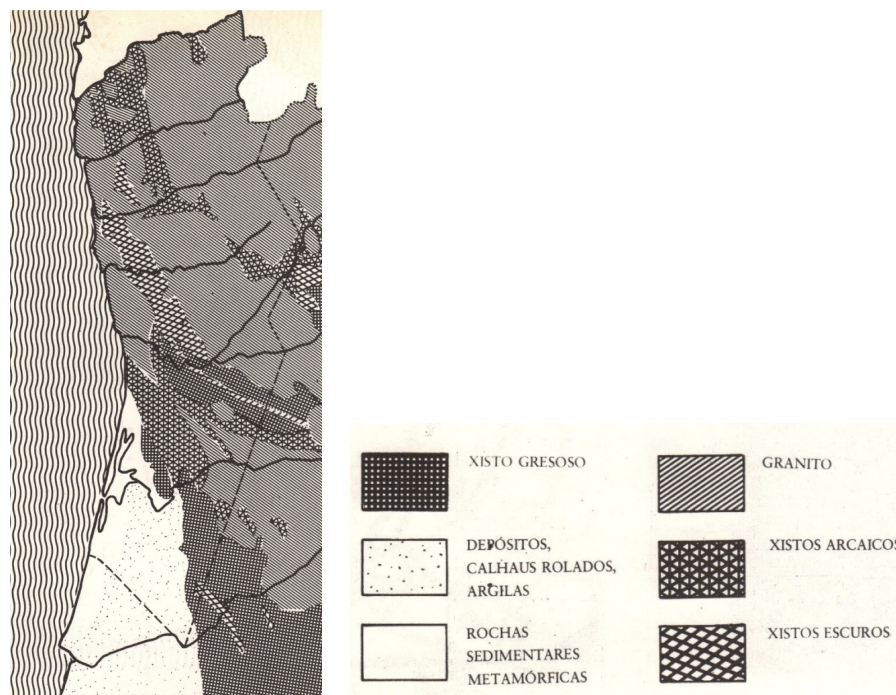 XISTO GRESOSO
DEPÓSITOS,
CALHAUS ROLADOS,
ARGILAS
ROCHAS
SEDIMENTARES
METAMÓRFICAS
GRANITO
XISTOS ARCAICOS
XISTOS ESCUROS